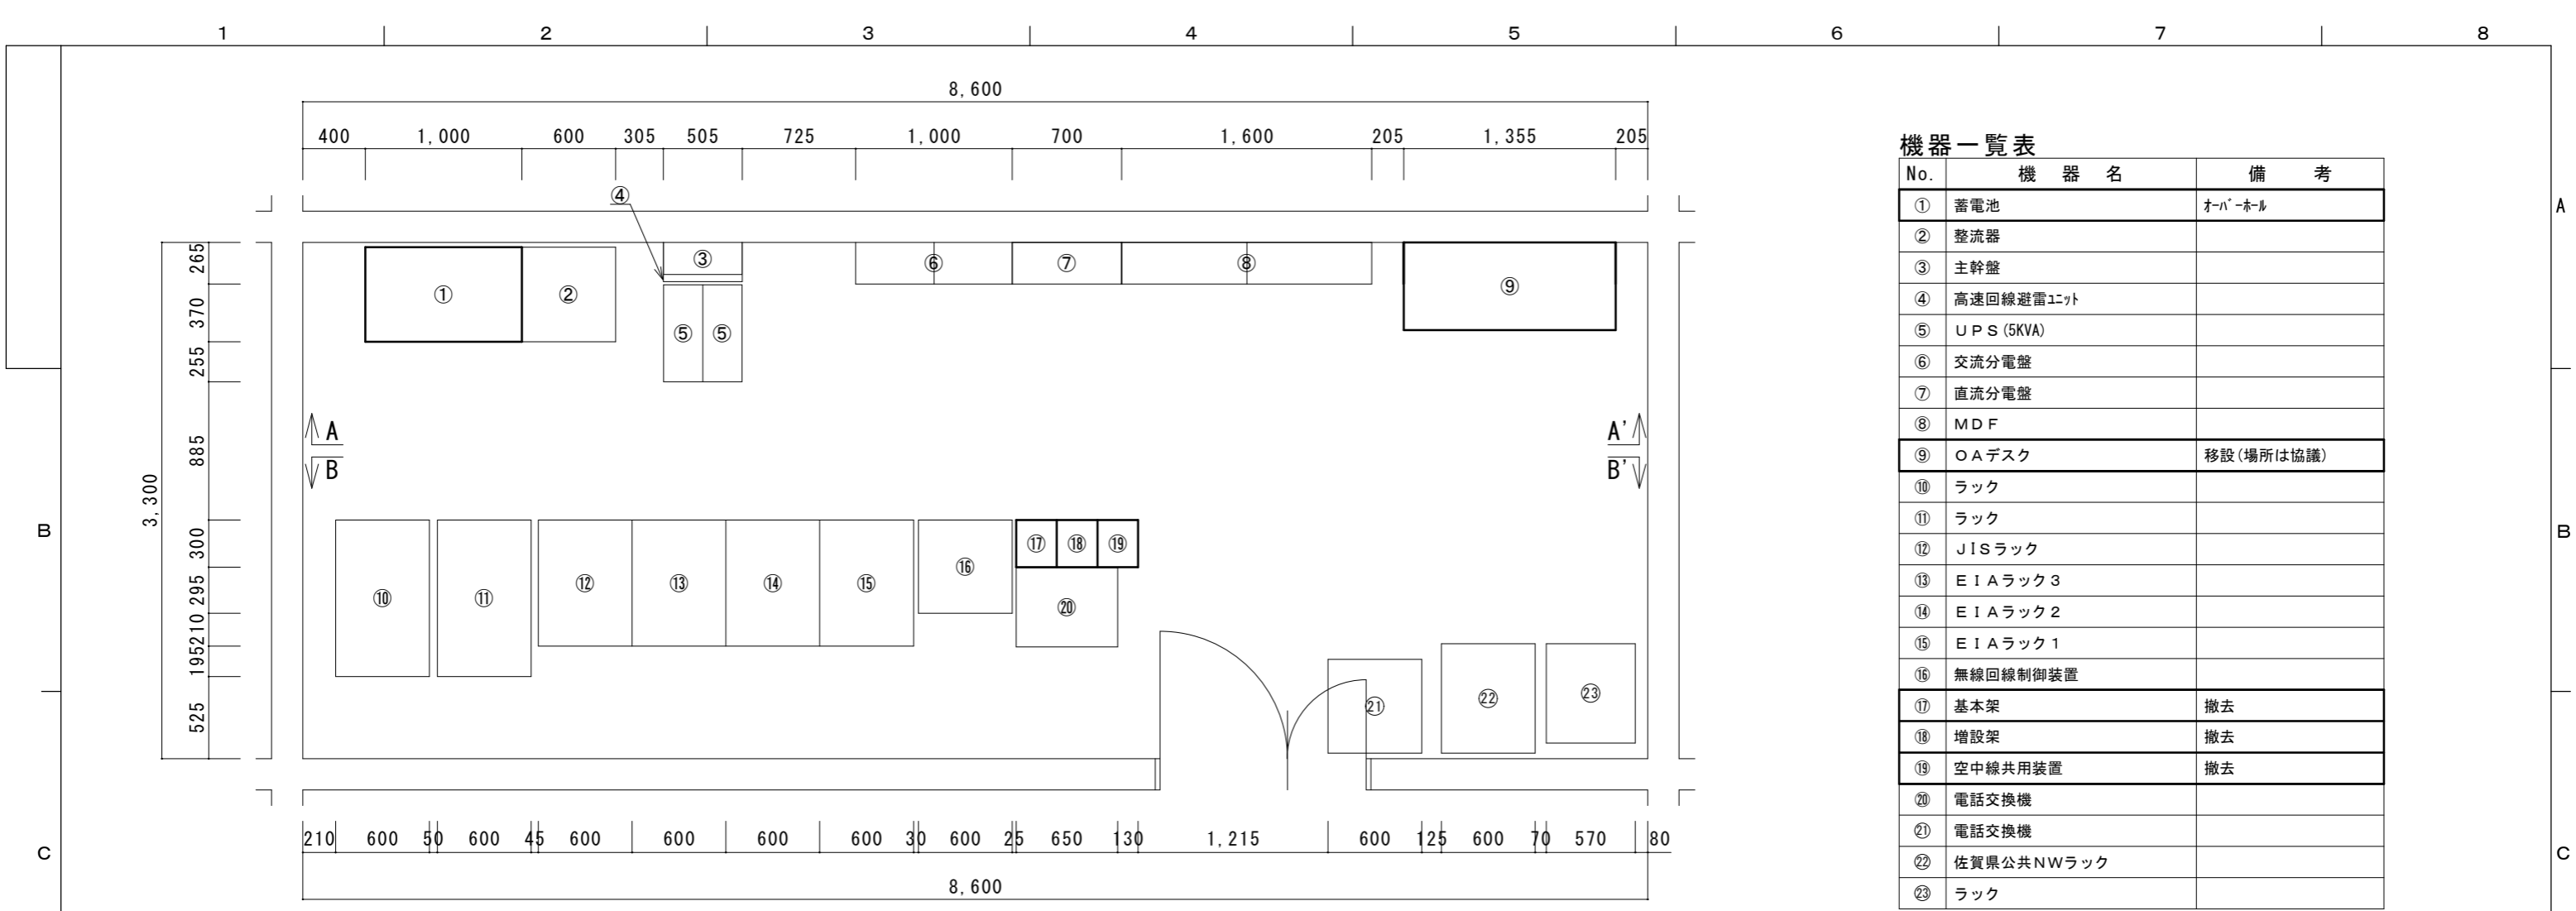 1 2 3 4 5 6 7 8
8,600
400 1,000 600 305 505 725 1,000 700 1,600 205 1,355 205
④
③ ⑥ ⑦ ⑧
① ② ⑨
⑤ ⑤
A A'
B B'
3,300
265
370
255
885
300
295
210
195
525
⑰ ⑱ ⑲
⑯
⑫ ⑬ ⑭ ⑮
⑩ ⑪ ⑳
㉑ ㉒ ㉓
210 600 50 600 45 600 600 600 600 30 600 25 650 130 1,215 600 125 600 70 570 80
8,600
A
B B
C C
機器一覧表
No. 機 器 名 備 考
① 蓄電池 オーバーホール
② 整流器
③ 主幹盤
④ 高速回線避雷ユニット
⑤ UPS(5KVA)
⑥ 交流分電盤
⑦ 直流分電盤
⑧ MDF
⑨ OAデスク 移設(場所は協議)
⑩ ラック
⑪ ラック
⑫ JISラック
⑬ EIAラック3
⑭ EIAラック2
⑮ EIAラック1
⑯ 無線回線制御装置
⑰ 基本架 撤去
⑱ 増設架 撤去
⑲ 空中線共用装置 撤去
⑳ 電話交換機
㉑ 電話交換機
㉒ 佐賀県公共NWラック
㉓ ラック